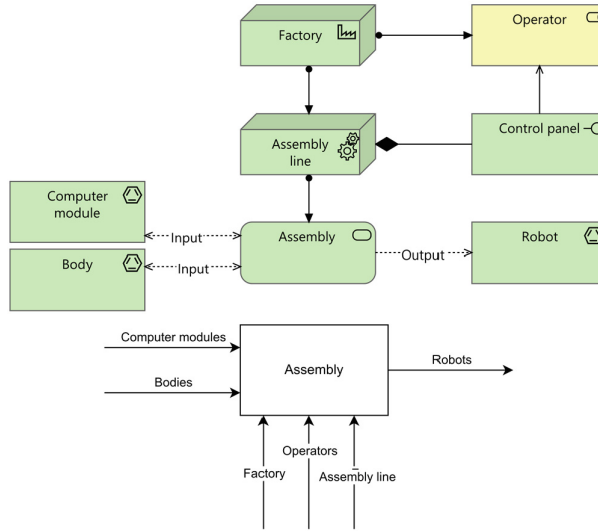 Factory
Operator
Assembly
line
Control panel
Computer
module
Input
Assembly
Output
Robot
Body
Input
Computer modules
Assembly
Robots
Bodies
Operators
Factory
Assembly line